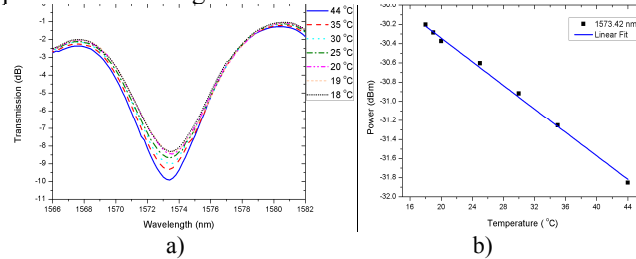 0
-1
-2
-3
-4
-5
-6
-7
-8
-9
-10
-11
Transmission (dB)
1566 1568 1570 1572 1574 1576 1578 1580 1582
Wavelength (nm)
44 °C
35 °C
30 °C
25 °C
20 °C
19 °C
18 °C
a)
-30.0
-30.2
-30.4
-30.6
-30.8
-31.0
-31.2
-31.4
-31.6
-31.8
-32.0
Power (dBm)
16 20 24 28 32 36 40 44
Temperature (°C)
1573.42 nm
Linear Fit
b)